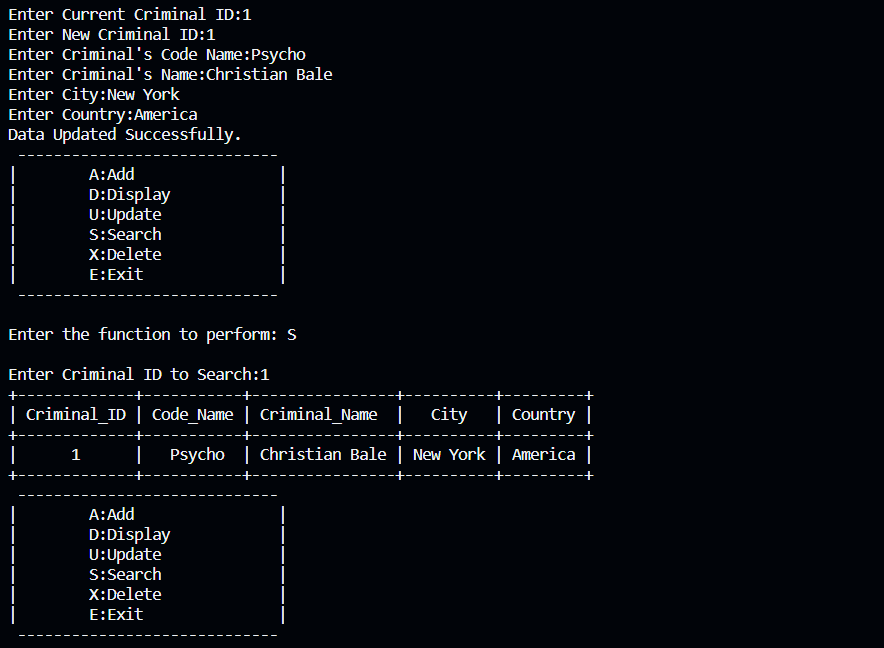 Enter Current Criminal ID:1
Enter New Criminal ID:1
Enter Criminal's Code Name:Psycho
Enter Criminal's Name:Christian Bale
Enter City:New York
Enter Country:America
Data Updated Successfully.
 -----------------------------
|        A:Add                |
|        D:Display            |
|        U:Update             |
|        S:Search             |
|        X:Delete             |
|        E:Exit               |
 -----------------------------

Enter the function to perform: S

Enter Criminal ID to Search:1
+-------------+-----------+----------------+----------+---------+
| Criminal_ID | Code_Name | Criminal_Name  |   City   | Country |
+-------------+-----------+----------------+----------+---------+
|      1      |   Psycho  | Christian Bale | New York | America |
+-------------+-----------+----------------+----------+---------+
 -----------------------------
|        A:Add                |
|        D:Display            |
|        U:Update             |
|        S:Search             |
|        X:Delete             |
|        E:Exit               |
 -----------------------------